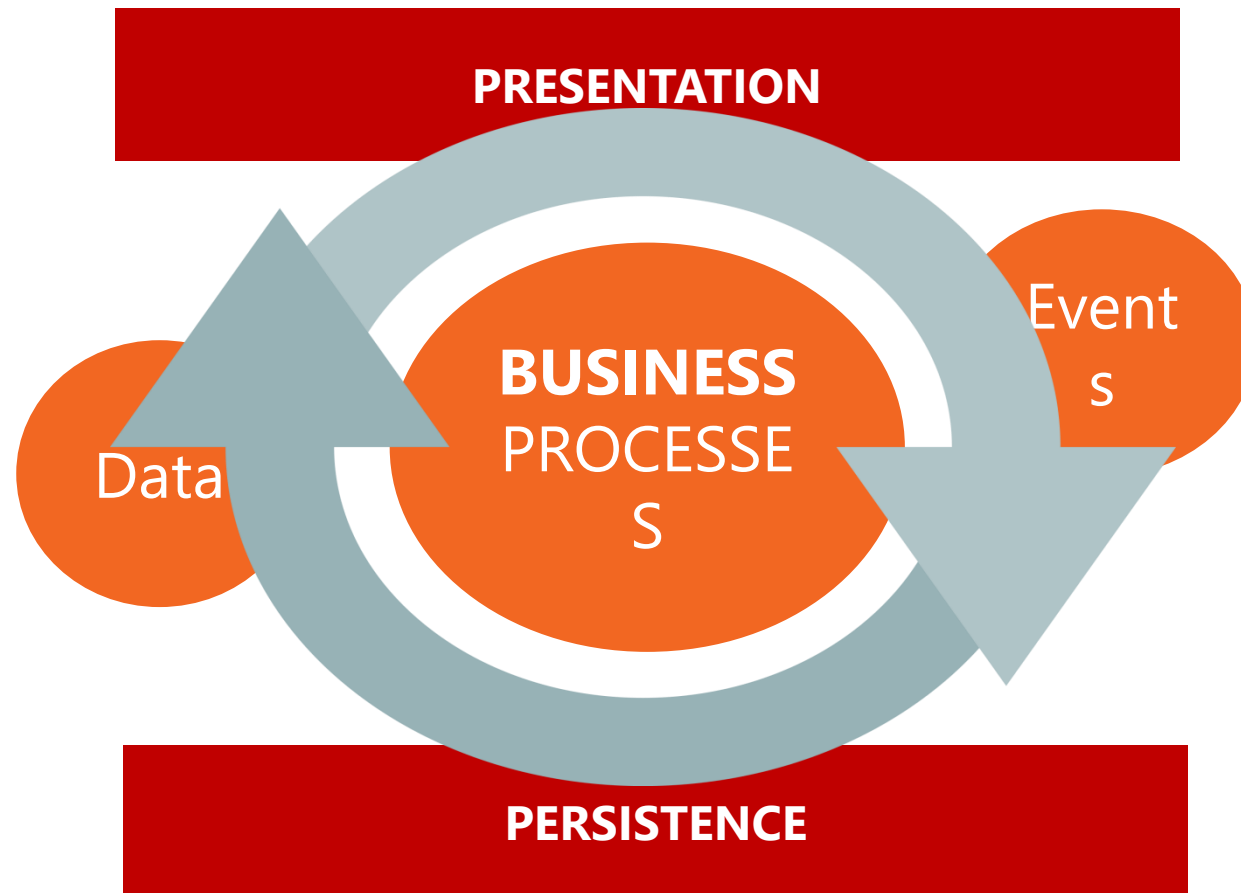 PRESENTATION
Event
s
BUSINESS
PROCESSE
S
Data
PERSISTENCE